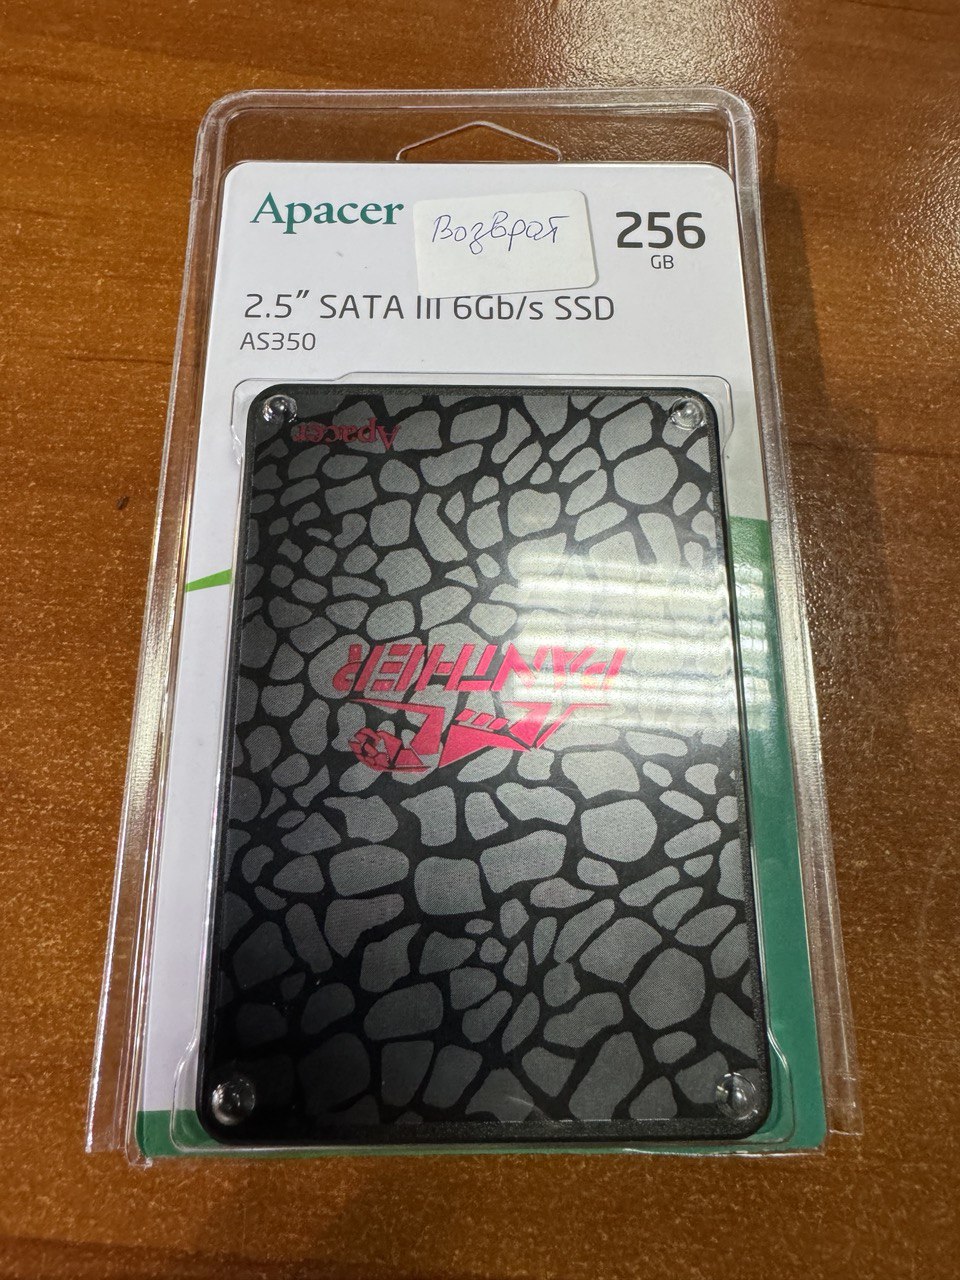 Apacer
Возврат
256
GB
2.5" SATA III 6Gb/s SSD
AS350
Apacer
PANTHER